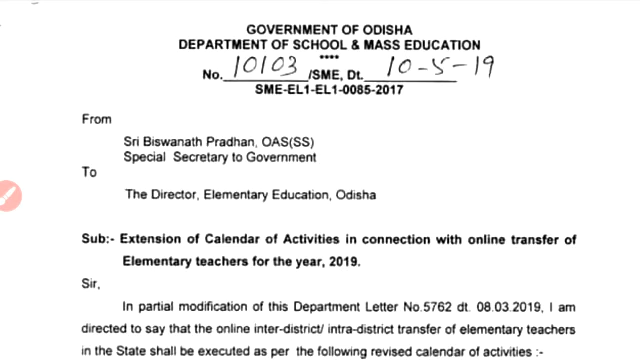 GOVERNMENT OF ODISHA
DEPARTMENT OF SCHOOL & MASS EDUCATION
****
No. 10103 /SME, Dt. 10-5-19
SME-EL1-EL1-0085-2017
From
Sri Biswanath Pradhan, OAS(SS)
Special Secretary to Government
To
The Director, Elementary Education, Odisha
Sub:- Extension of Calendar of Activities in connection with online transfer of
Elementary teachers for the year, 2019.
Sir,
In partial modification of this Department Letter No.5762 dt. 08.03.2019, I am
directed to say that the online inter-district/ intra-district transfer of elementary teachers
in the State shall be executed as per the following revised calendar of activities :-